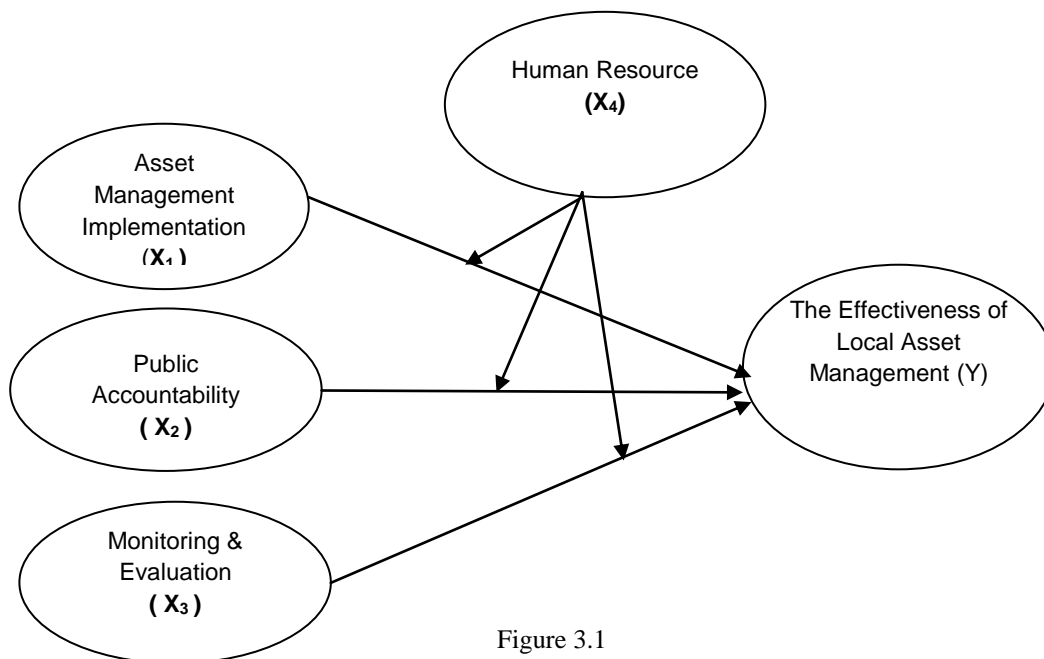 Human Resource
(X₄)
Asset
Management
Implementation
(X₁)
The Effectiveness of
Local Asset
Management (Y)
Public
Accountability
( X₂ )
Monitoring &
Evaluation
( X₃ )
Figure 3.1